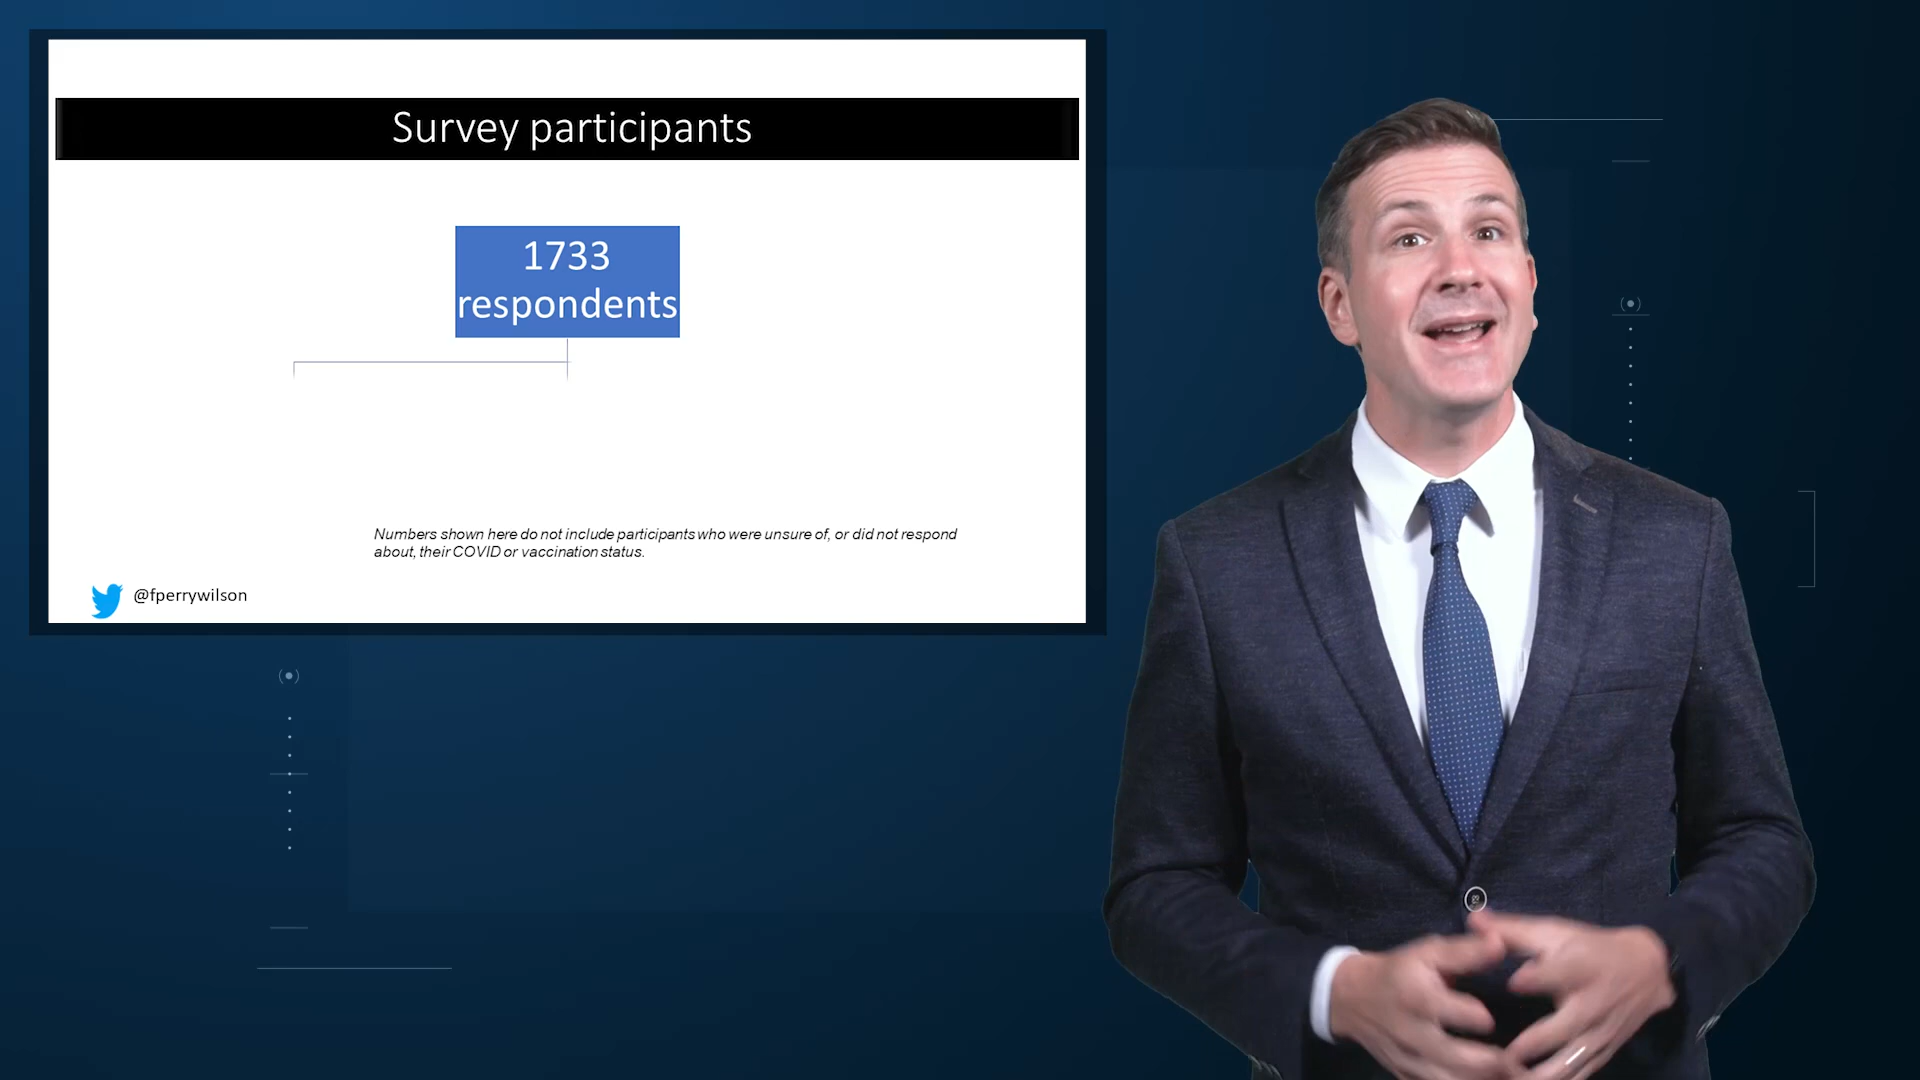 Survey participants
1733
respondents
Numbers shown here do not include participants who were unsure of, or did not respond
about, their COVID or vaccination status.
@fperrywilson